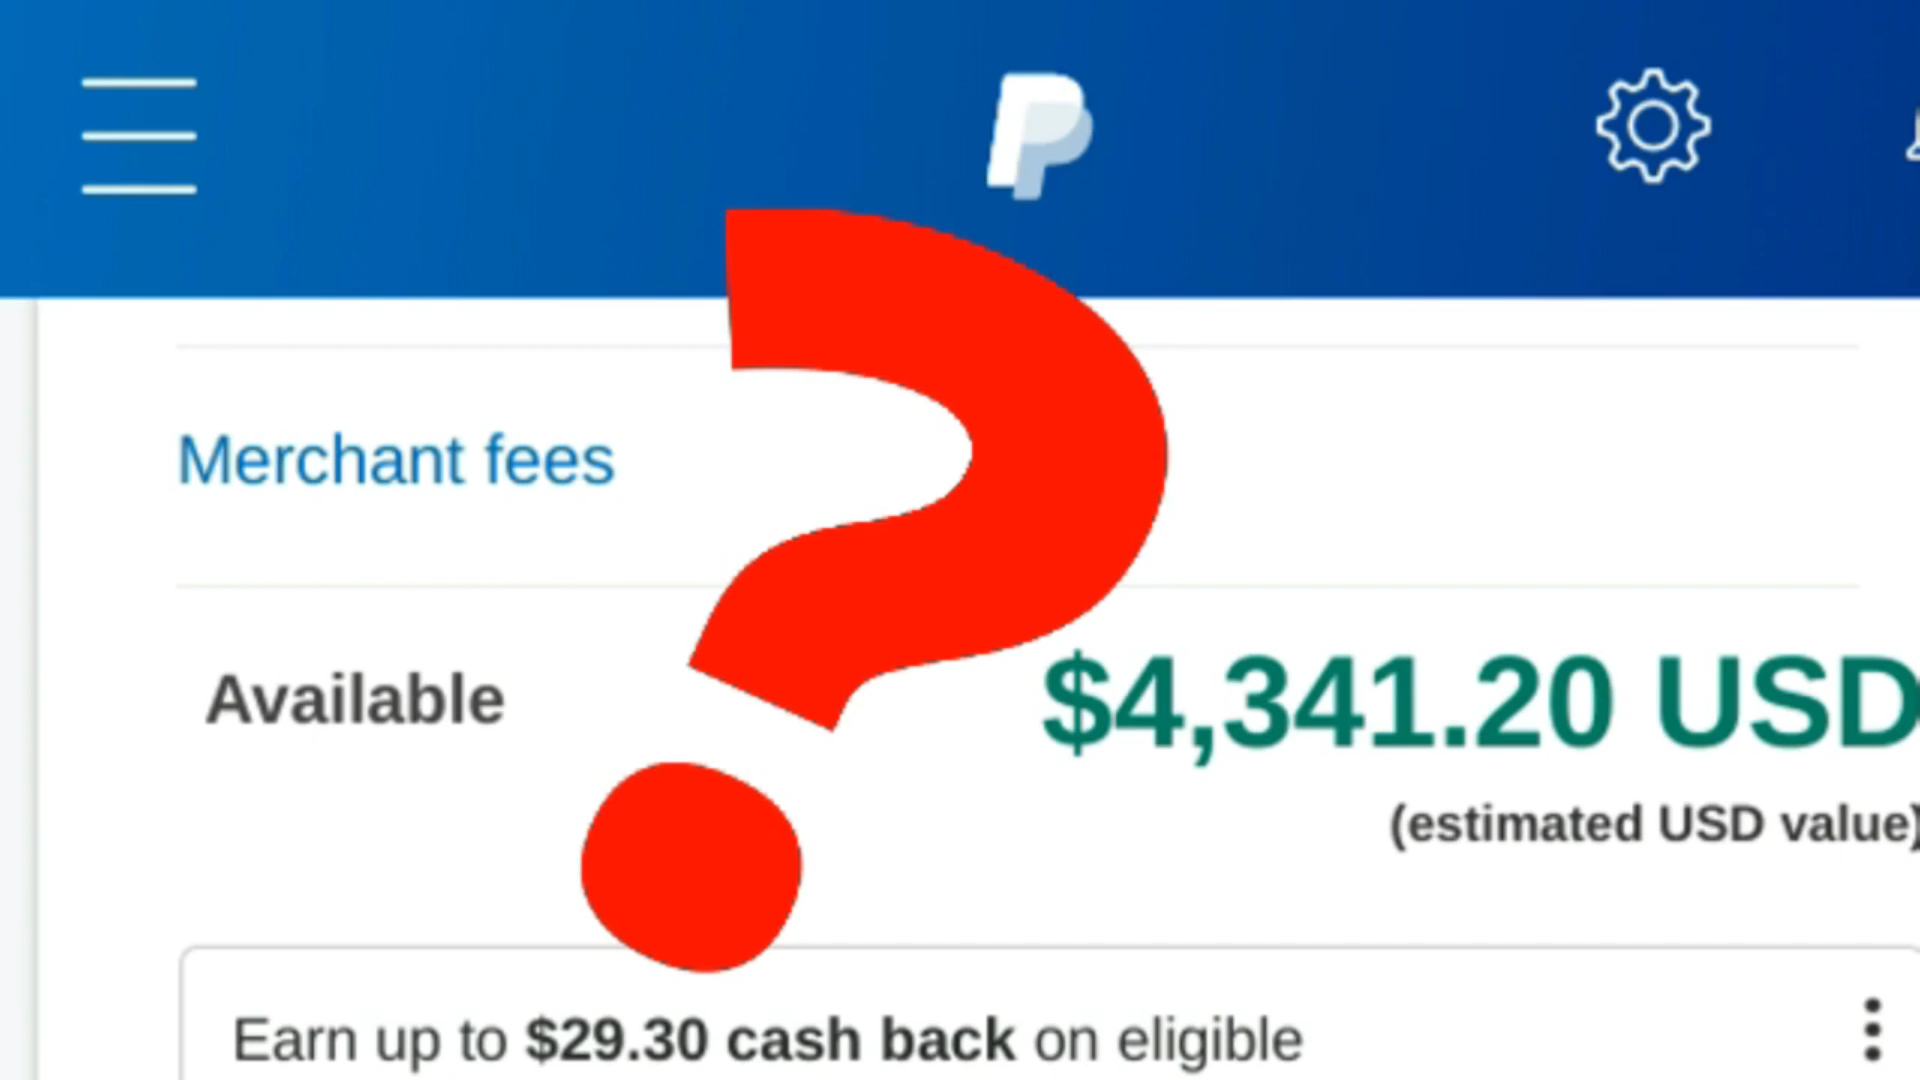 Merchant fees
Available
$4,341.20 USD
(estimated USD value)
Earn up to $29.30 cash back on eligible
?